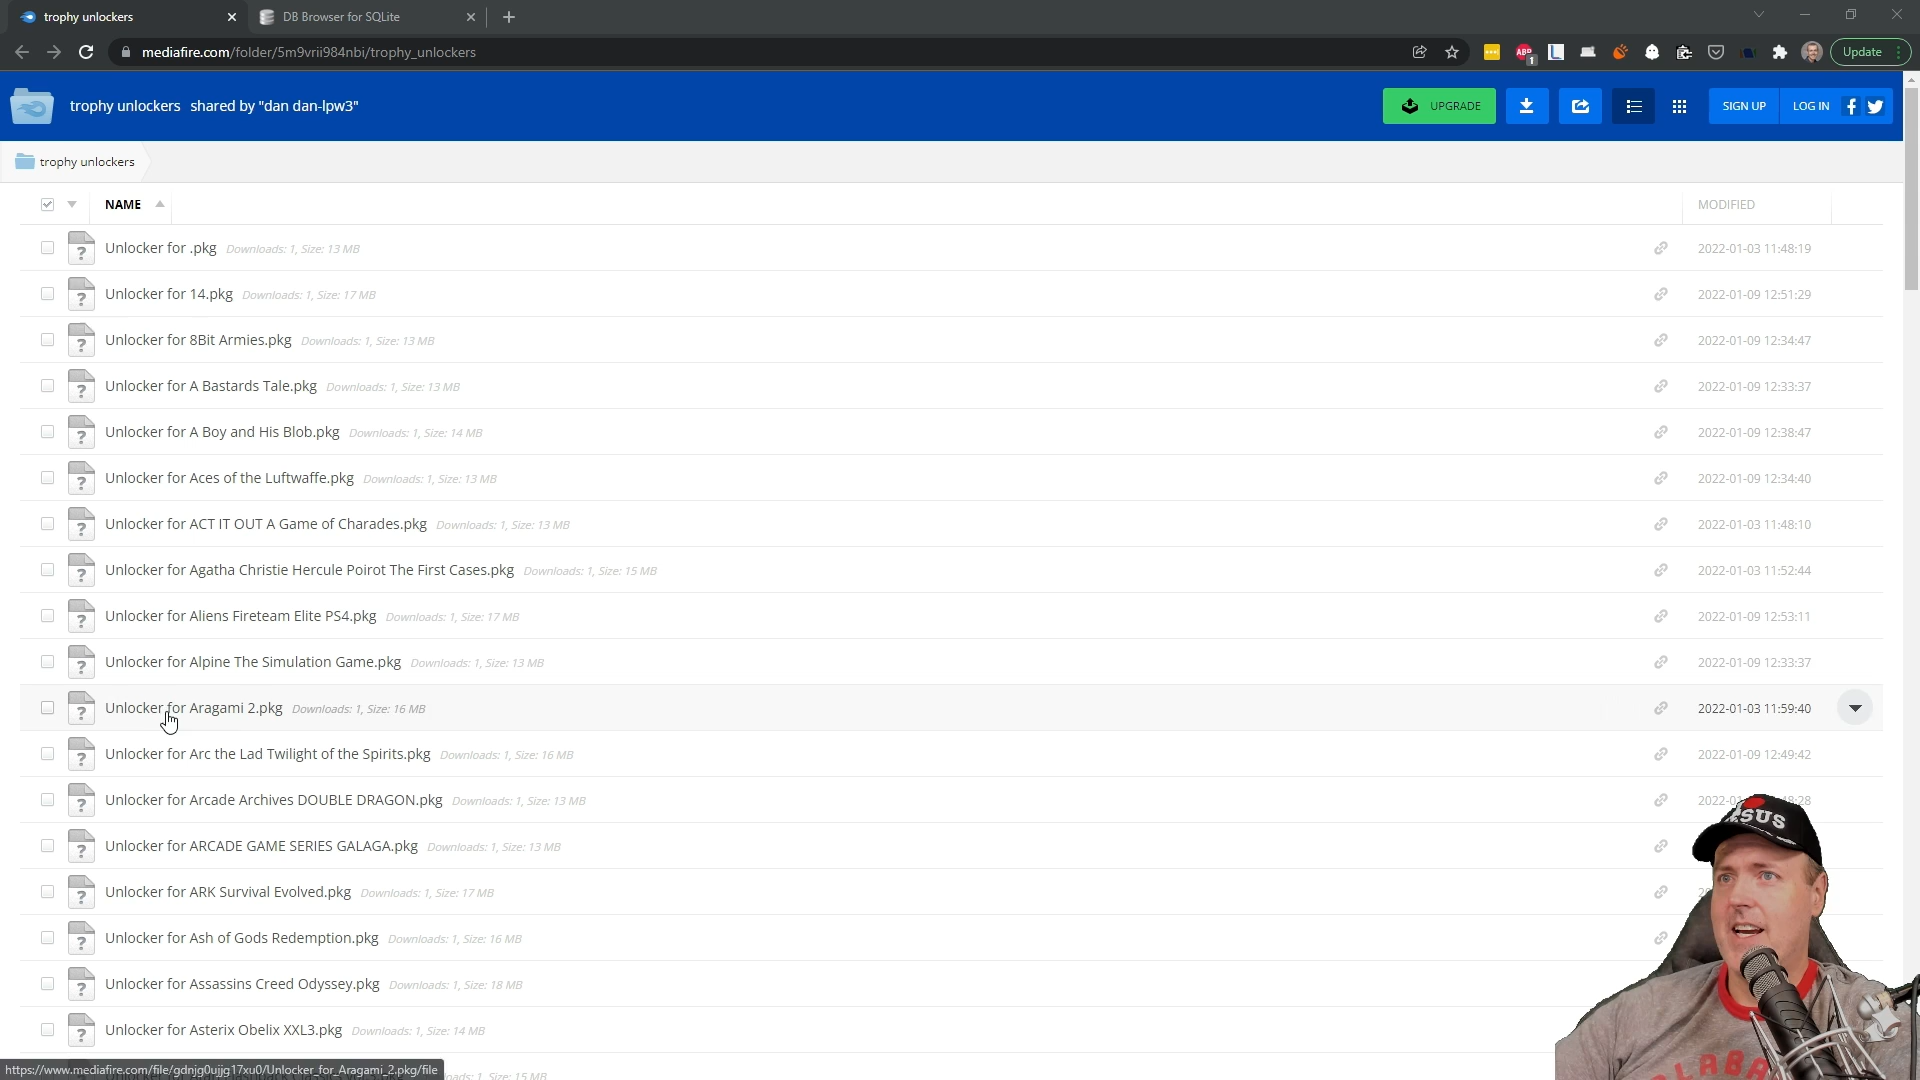 trophy unlockers
DB Browser for SQLite
mediafire.com/folder/5m9vrii984nbi/trophy_unlockers
ABP
1
Update
trophy unlockers shared by "dan dan-lpw3"
UPGRADE
SIGN UP
LOG IN
trophy unlockers
NAME
MODIFIED
Unlocker for .pkg Downloads: 1, Size: 13 MB 2022-01-03 11:48:19
Unlocker for 14.pkg Downloads: 1, Size: 17 MB 2022-01-09 12:51:29
Unlocker for 8Bit Armies.pkg Downloads: 1, Size: 13 MB 2022-01-09 12:34:47
Unlocker for A Bastards Tale.pkg Downloads: 1, Size: 13 MB 2022-01-09 12:33:37
Unlocker for A Boy and His Blob.pkg Downloads: 1, Size: 14 MB 2022-01-09 12:38:47
Unlocker for Aces of the Luftwaffe.pkg Downloads: 1, Size: 13 MB 2022-01-09 12:34:40
Unlocker for ACT IT OUT A Game of Charades.pkg Downloads: 1, Size: 13 MB 2022-01-03 11:48:10
Unlocker for Agatha Christie Hercule Poirot The First Cases.pkg Downloads: 1, Size: 15 MB 2022-01-03 11:52:44
Unlocker for Aliens Fireteam Elite PS4.pkg Downloads: 1, Size: 17 MB 2022-01-09 12:53:11
Unlocker for Alpine The Simulation Game.pkg Downloads: 1, Size: 13 MB 2022-01-09 12:33:37
Unlocker for Aragami 2.pkg Downloads: 1, Size: 16 MB 2022-01-03 11:59:40
Unlocker for Arc the Lad Twilight of the Spirits.pkg Downloads: 1, Size: 16 MB 2022-01-09 12:49:42
Unlocker for Arcade Archives DOUBLE DRAGON.pkg Downloads: 1, Size: 13 MB
Unlocker for ARCADE GAME SERIES GALAGA.pkg Downloads: 1, Size: 13 MB
Unlocker for ARK Survival Evolved.pkg Downloads: 1, Size: 17 MB
Unlocker for Ash of Gods Redemption.pkg Downloads: 1, Size: 16 MB
Unlocker for Assassins Creed Odyssey.pkg Downloads: 1, Size: 18 MB
Unlocker for Asterix Obelix XXL3.pkg Downloads: 1, Size: 14 MB
https://www.mediafire.com/file/gdnjg0ujjg17xu0/Unlocker_for_Aragami_2.pkg/file
1, Size: 15 MB